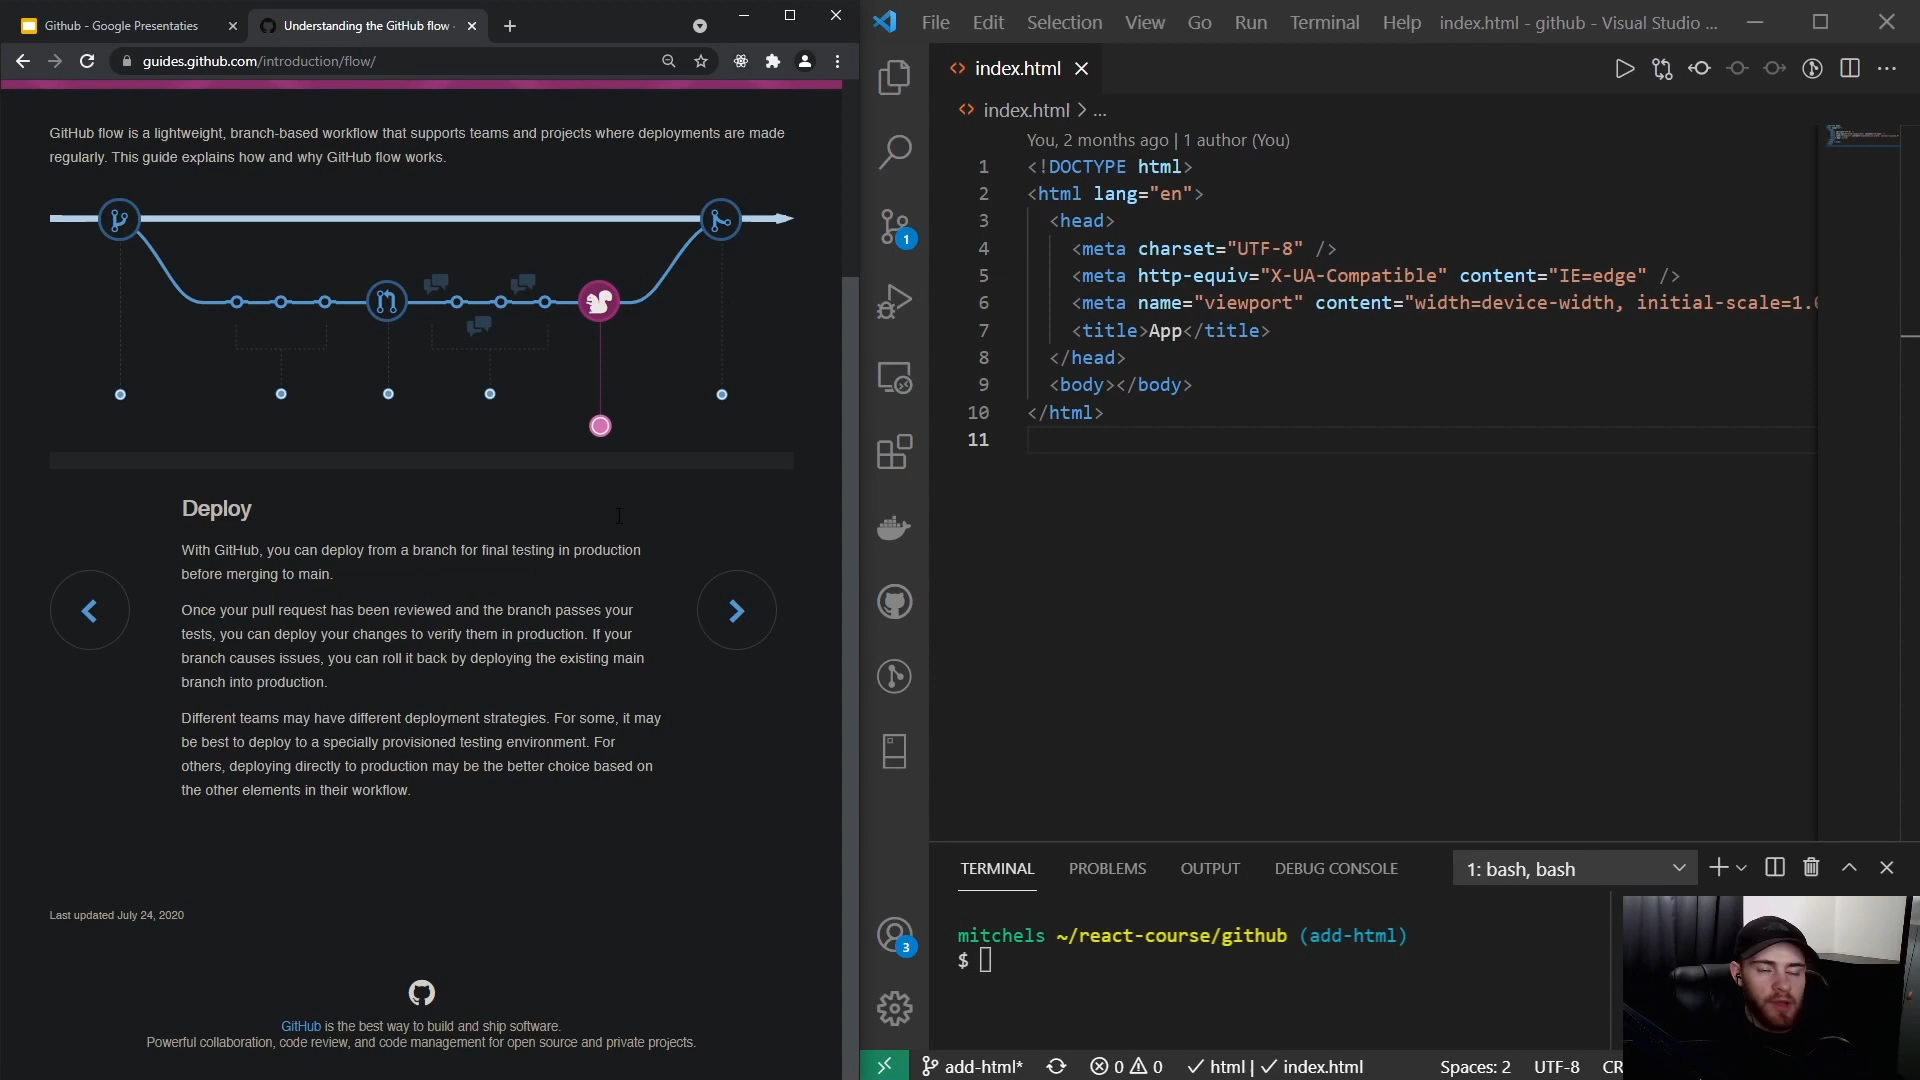 Github - Google Presentaties
Understanding the GitHub flow
guides.github.com/introduction/flow/
GitHub flow is a lightweight, branch-based workflow that supports teams and projects where deployments are made
regularly. This guide explains how and why GitHub flow works.
Deploy
With GitHub, you can deploy from a branch for final testing in production
before merging to main.
Once your pull request has been reviewed and the branch passes your
tests, you can deploy your changes to verify them in production. If your
branch causes issues, you can roll it back by deploying the existing main
branch into production.
Different teams may have different deployment strategies. For some, it may
be best to deploy to a specially provisioned testing environment. For
others, deploying directly to production may be the better choice based on
the other elements in their workflow.
Last updated July 24, 2020
GitHub is the best way to build and ship software.
Powerful collaboration, code review, and code management for open source and private projects.
File Edit Selection View Go Run Terminal Help index.html - github - Visual Studio ...
index.html
index.html > ...
You, 2 months ago | 1 author (You)
1 <!DOCTYPE html>
2 <html lang="en">
3 <head>
4 <meta charset="UTF-8" />
5 <meta http-equiv="X-UA-Compatible" content="IE=edge" />
6 <meta name="viewport" content="width=device-width, initial-scale=1.0
7 <title>App</title>
8 </head>
9 <body></body>
10 </html>
11
1
3
TERMINAL PROBLEMS OUTPUT DEBUG CONSOLE 1: bash, bash
mitchels ~/react-course/github (add-html)
$
add-html* 0 0 html | index.html Spaces: 2 UTF-8 CR